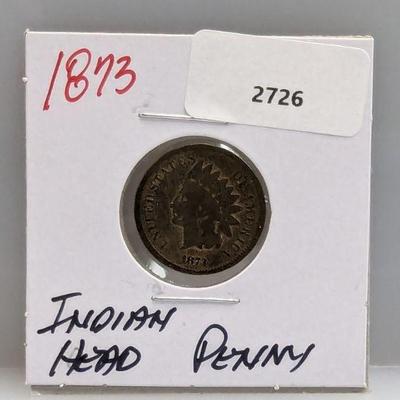 1873
2726
UNITED STATES OF AMERICA
1873
INDIAN
HEAD PENNY